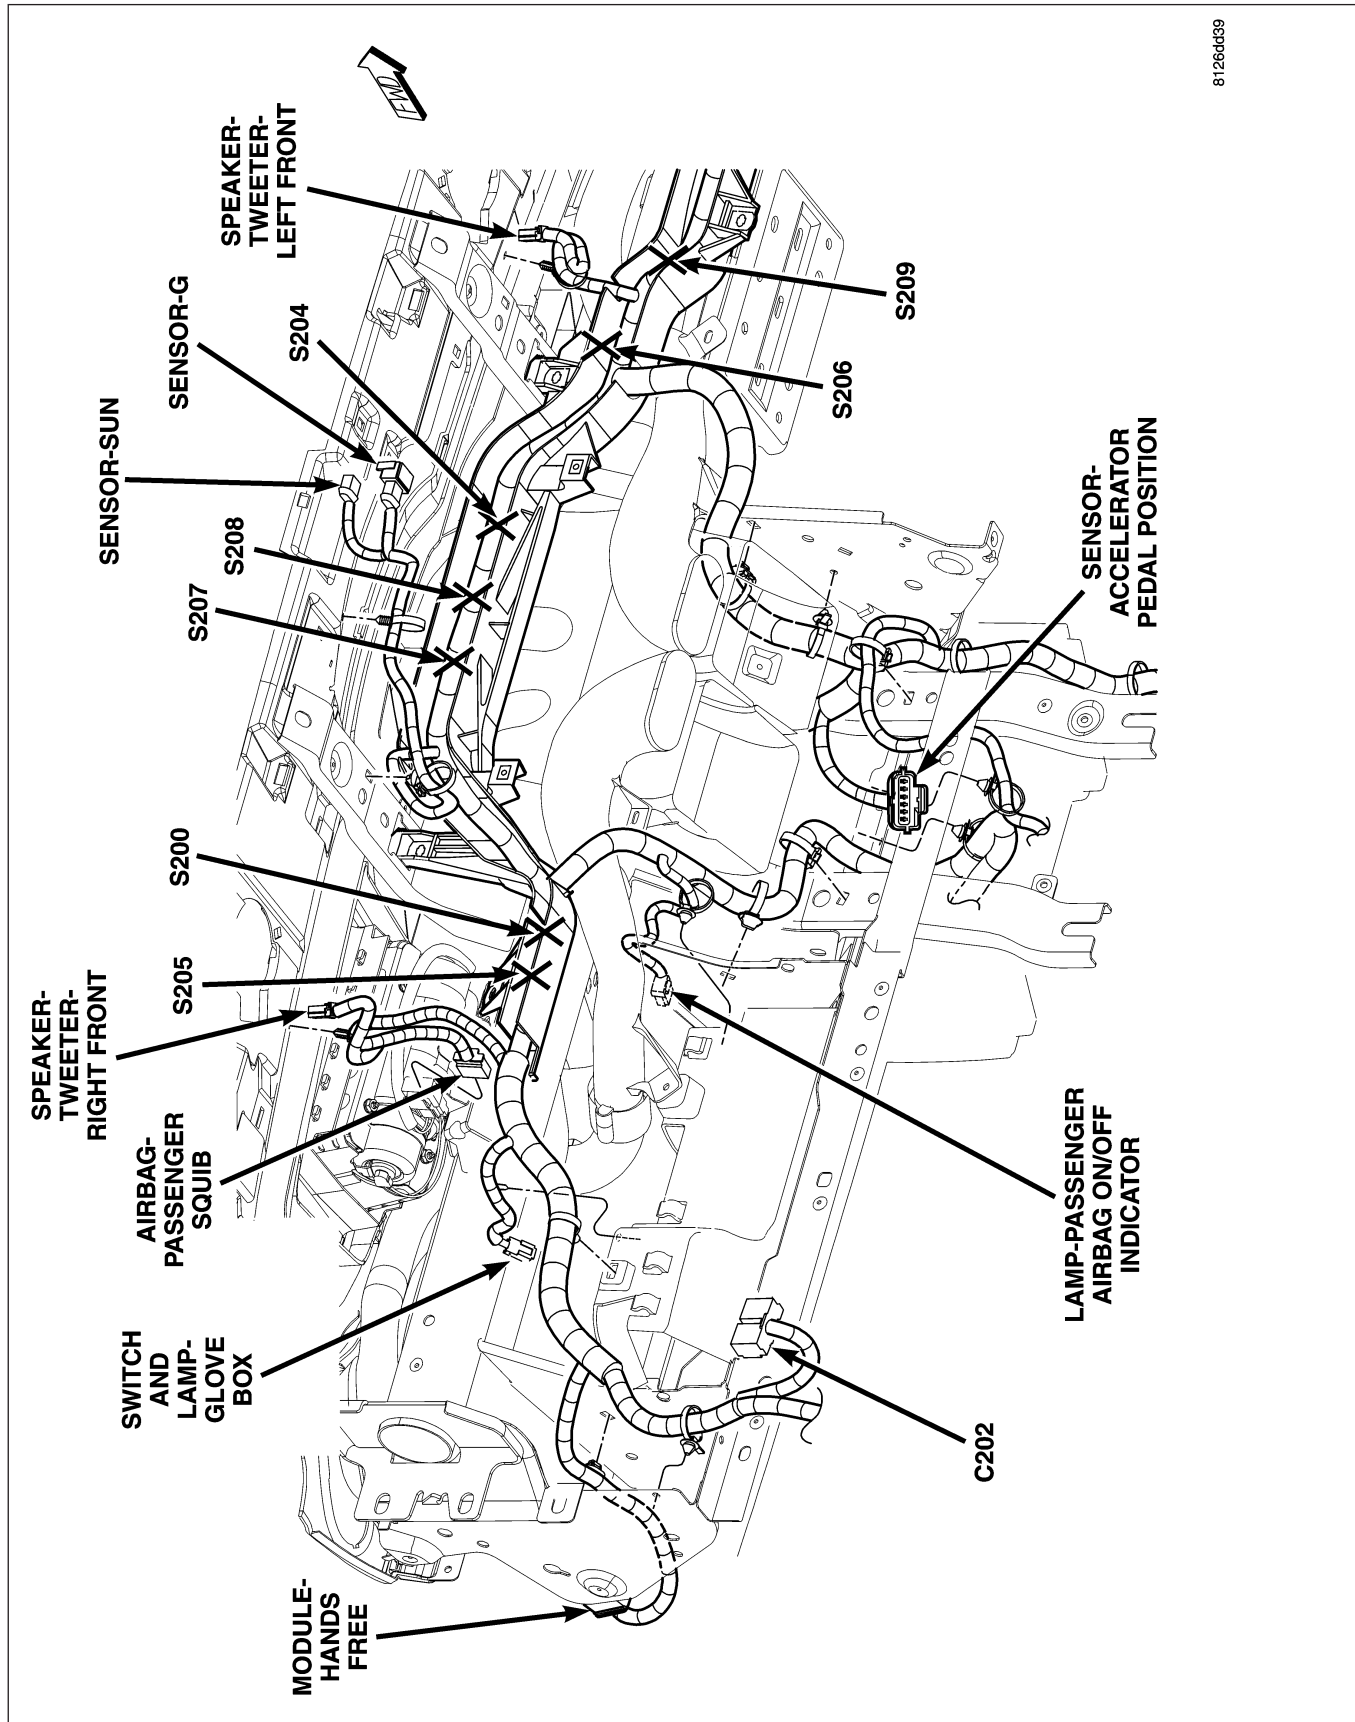 MODULE-
HANDS
FREE
SWITCH
AND
LAMP-
GLOVE
BOX
AIRBAG-
PASSENGER
SQUIB
SPEAKER-
TWEETER-
RIGHT FRONT
S205
S200
S207
S208
SENSOR-SUN
SENSOR-G
S204
SPEAKER-
TWEETER-
LEFT FRONT
FWD
C202
LAMP-PASSENGER
AIRBAG ON/OFF
INDICATOR
SENSOR-
ACCELERATOR
PEDAL POSITION
S206
S209
8126dd39